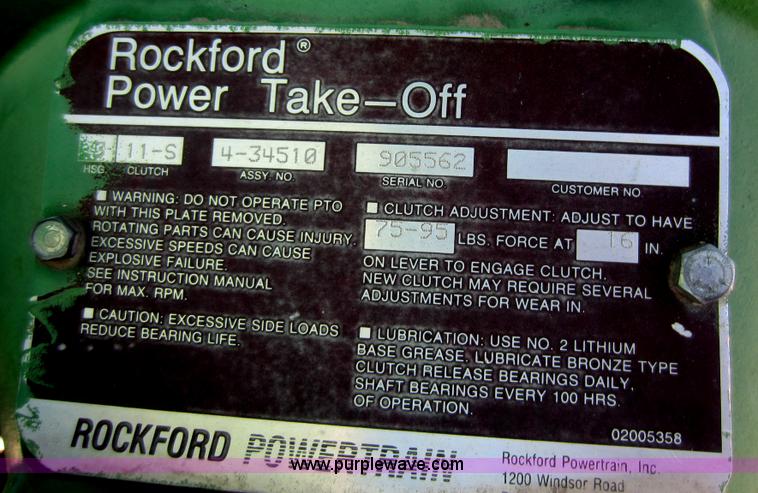 Rockford®
Power Take-Off
11-S 4-34510 905562
HSG. CLUTCH ASSY. NO. SERIAL NO. CUSTOMER NO.
■ WARNING: DO NOT OPERATE PTO
WITH THIS PLATE REMOVED.
ROTATING PARTS CAN CAUSE INJURY.
EXCESSIVE SPEEDS CAN CAUSE
EXPLOSIVE FAILURE.
SEE INSTRUCTION MANUAL
FOR MAX. RPM.
■ CAUTION: EXCESSIVE SIDE LOADS
REDUCE BEARING LIFE.
■ CLUTCH ADJUSTMENT: ADJUST TO HAVE
75-95 LBS. FORCE AT 16 IN.
ON LEVER TO ENGAGE CLUTCH.
NEW CLUTCH MAY REQUIRE SEVERAL
ADJUSTMENTS FOR WEAR IN.
■ LUBRICATION: USE NO. 2 LITHIUM
BASE GREASE. LUBRICATE BRONZE TYPE
CLUTCH RELEASE BEARINGS DAILY,
SHAFT BEARINGS EVERY 100 HRS.
OF OPERATION.
02005358
ROCKFORD POWERTRAIN
Rockford Powertrain, Inc.
1200 Windsor Road
www.purplewave.com